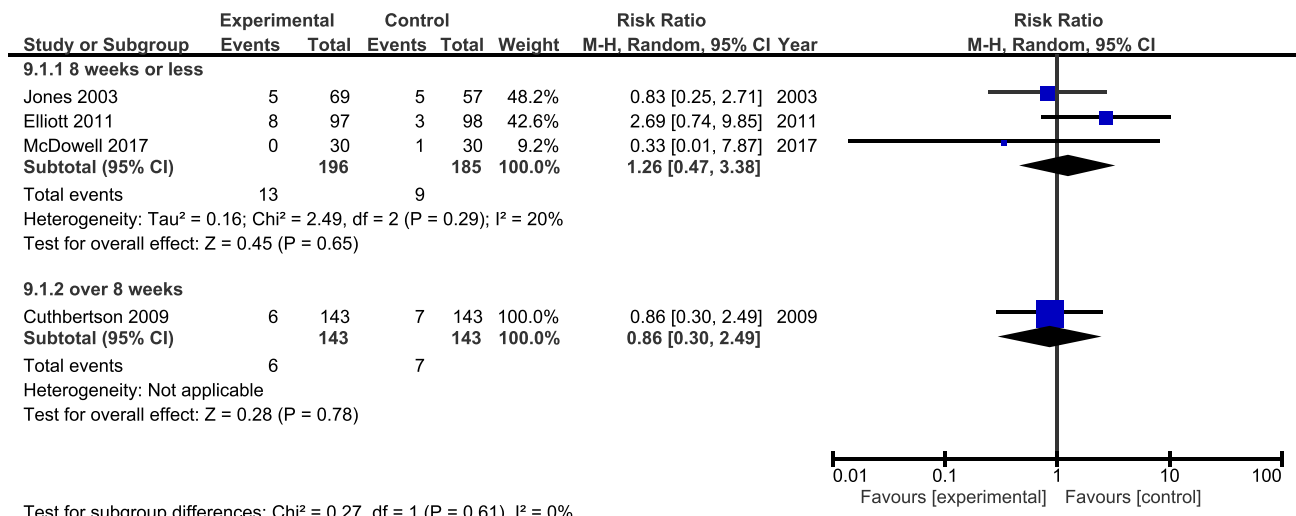 Experimental Control Risk Ratio Risk Ratio
Study or Subgroup Events Total Events Total Weight M-H, Random, 95% CI Year M-H, Random, 95% CI
9.1.1 8 weeks or less
Jones 2003 5 69 5 57 48.2% 0.83 [0.25, 2.71] 2003
Elliott 2011 8 97 3 98 42.6% 2.69 [0.74, 9.85] 2011
McDowell 2017 0 30 1 30 9.2% 0.33 [0.01, 7.87] 2017
Subtotal (95% CI) 196 185 100.0% 1.26 [0.47, 3.38]
Total events 13 9
Heterogeneity: Tau² = 0.16; Chi² = 2.49, df = 2 (P = 0.29); I² = 20%
Test for overall effect: Z = 0.45 (P = 0.65)
9.1.2 over 8 weeks
Cuthbertson 2009 6 143 7 143 100.0% 0.86 [0.30, 2.49] 2009
Subtotal (95% CI) 143 143 100.0% 0.86 [0.30, 2.49]
Total events 6 7
Heterogeneity: Not applicable
Test for overall effect: Z = 0.28 (P = 0.78)
0.01 0.1 1 10 100
Favours [experimental] Favours [control]
Test for subgroup differences: Chi² = 0.27, df = 1 (P = 0.61), I² = 0%